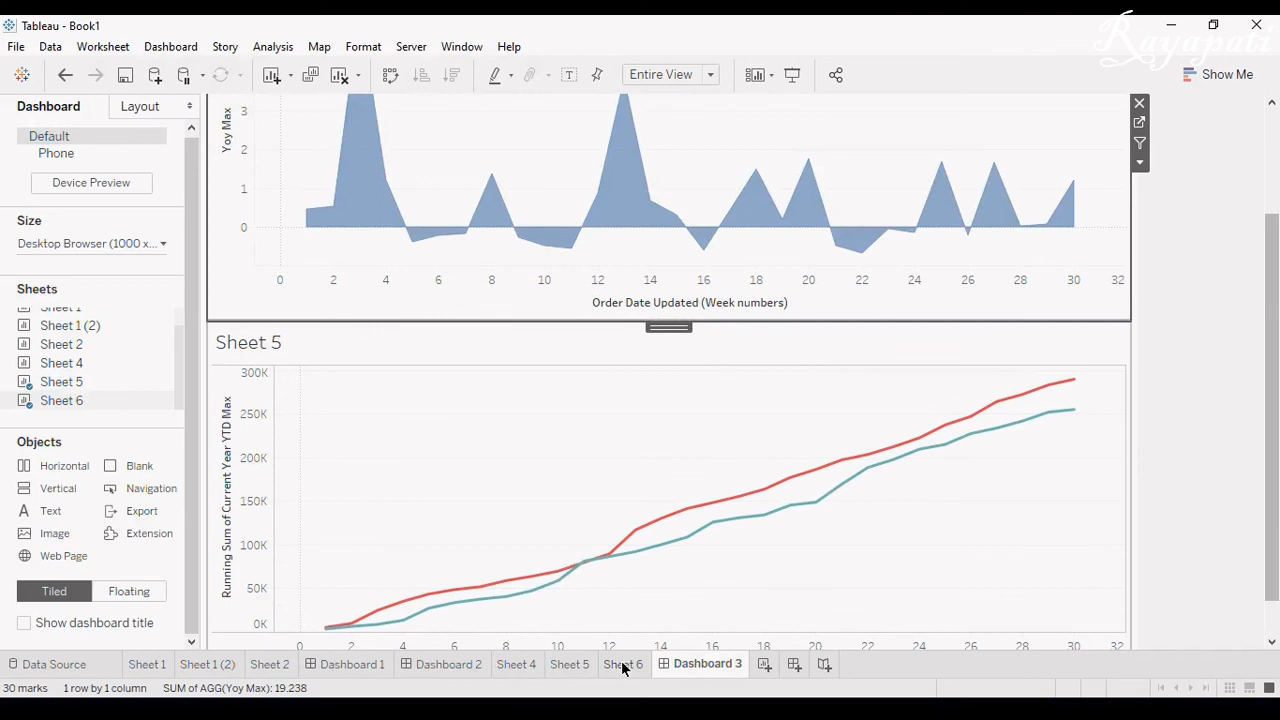 Tableau - Book1
Rayapati
File Data Worksheet Dashboard Story Analysis Map Format Server Window Help
Entire View
Show Me
Dashboard Layout
Default
Phone
Device Preview
Size
Desktop Browser (1000 x...
Sheets
Sheet 1
Sheet 1 (2)
Sheet 2
Sheet 4
Sheet 5
Sheet 6
Objects
Horizontal Blank
Vertical Navigation
Text Export
Image Extension
Web Page
Tiled Floating
Show dashboard title
Yoy Max
3
2
1
0
0 2 4 6 8 10 12 14 16 18 20 22 24 26 28 30 32
Order Date Updated (Week numbers)
Sheet 5
Running Sum of Current Year YTD Max
300K
250K
200K
150K
100K
50K
0K
0 2 4 6 8 10 12 14 16 18 20 22 24 26 28 30 32
Data Source Sheet 1 Sheet 1 (2) Sheet 2 Dashboard 1 Dashboard 2 Sheet 4 Sheet 5 Sheet 6 Dashboard 3
30 marks 1 row by 1 column SUM of AGG(Yoy Max): 19.238